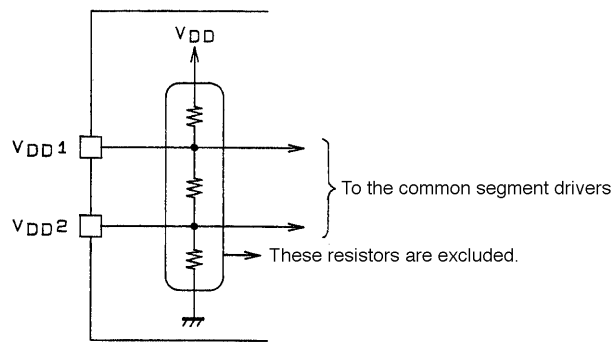 VDD
VDD1
To the common segment drivers
VDD2
These resistors are excluded.